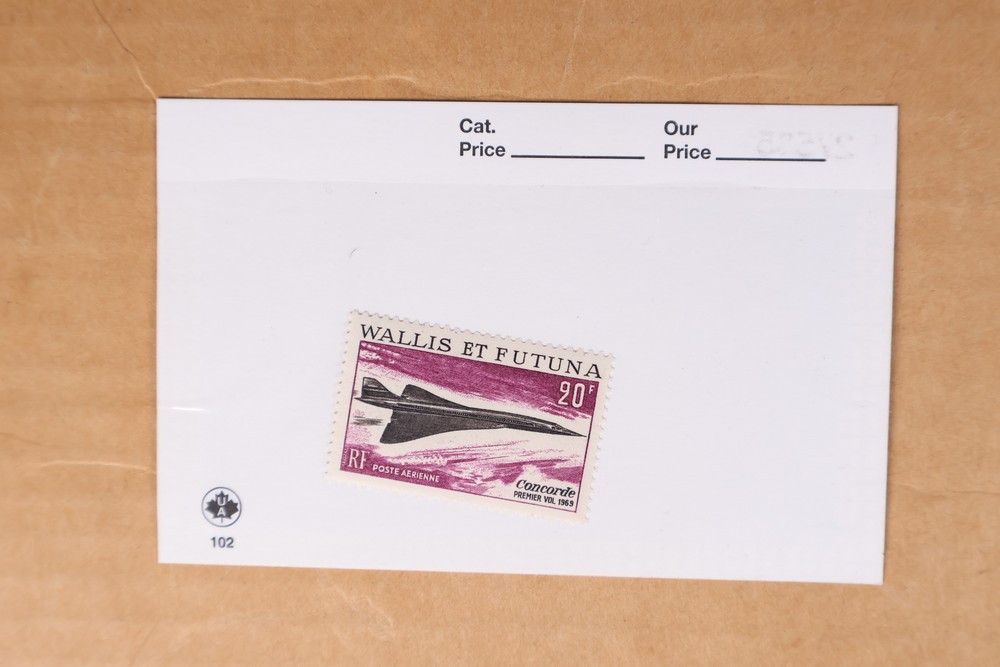 Cat.
Price
Our
Price
WALLIS ET FUTUNA
20F
RF POSTE AERIENNE
Concorde
PREMIER VOL 1969
UA
102